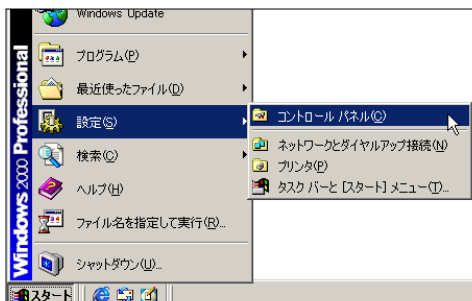 Windows Update
プログラム(P)
最近使ったファイル(D)
設定(S)
検索(C)
ヘルプ(H)
ファイル名を指定して実行(R)...
シャットダウン(U)...
コントロール パネル(C)
ネットワークとダイヤルアップ接続(N)
プリンタ(P)
タスク バーと [スタート] メニュー(T)...
Windows 2000 Professional
スタート